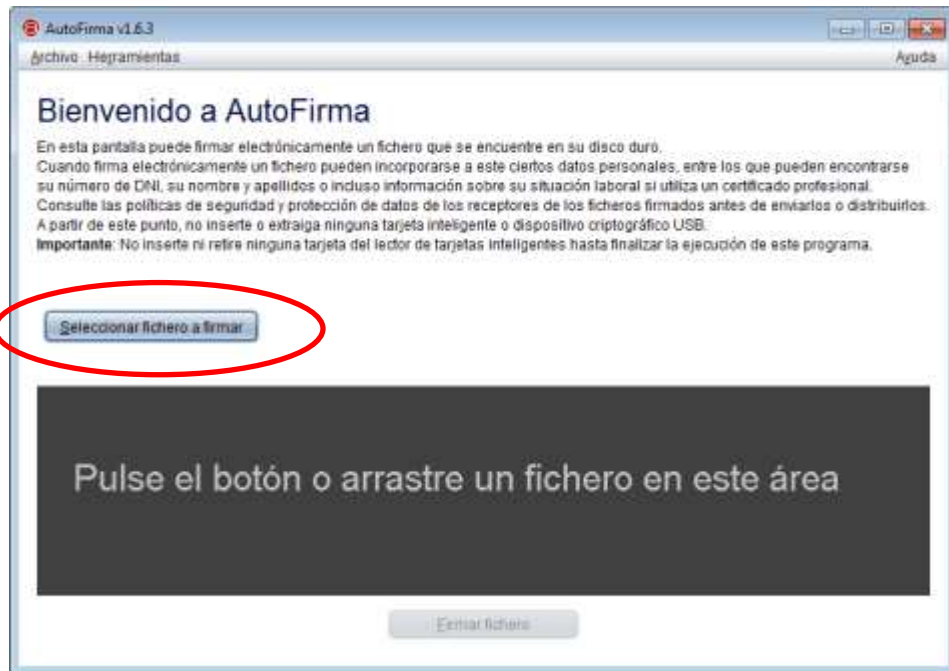 AutoFirma v1.6.3
Archivo Herramientas Ayuda
Bienvenido a AutoFirma
En esta pantalla puede firmar electrónicamente un fichero que se encuentre en su disco duro.
Cuando firma electrónicamente un fichero pueden incorporarse a este ciertos datos personales, entre los que pueden encontrarse
su número de DNI, su nombre y apellidos o incluso información sobre su situación laboral si utiliza un certificado profesional.
Consulte las políticas de seguridad y protección de datos de los receptores de los ficheros firmados antes de enviarlos o distribuirlos.
A partir de este punto, no inserte o extraiga ninguna tarjeta inteligente o dispositivo criptográfico USB.
Importante: No inserte ni retire ninguna tarjeta del lector de tarjetas inteligentes hasta finalizar la ejecución de este programa.
Seleccionar fichero a firmar
Pulse el botón o arrastre un fichero en este área
Firmar fichero